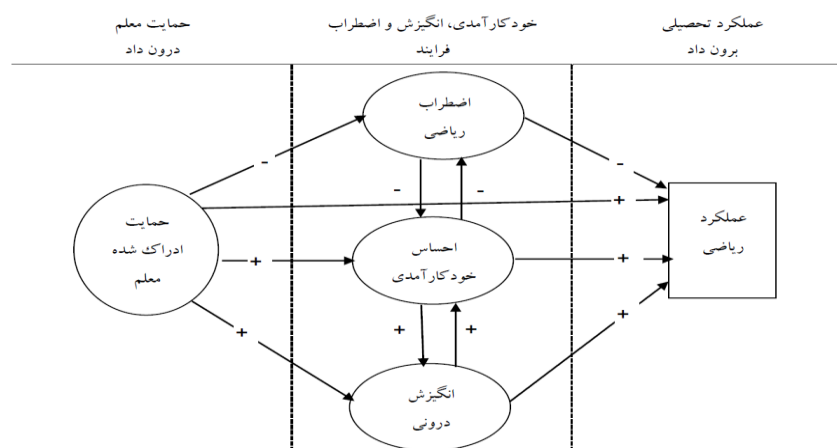 حمایت معلم
درون داد
خودکارآمدی، انگیزش و اضطراب
فرایند
عملکرد تحصیلی
برون داد
اضطراب
ریاضی
-
-
-
-
+
حمایت
ادراک شده
معلم
+
احساس
خودکارآمدی
+
عملکرد
ریاضی
+
+
+
+
انگیزش
درونی